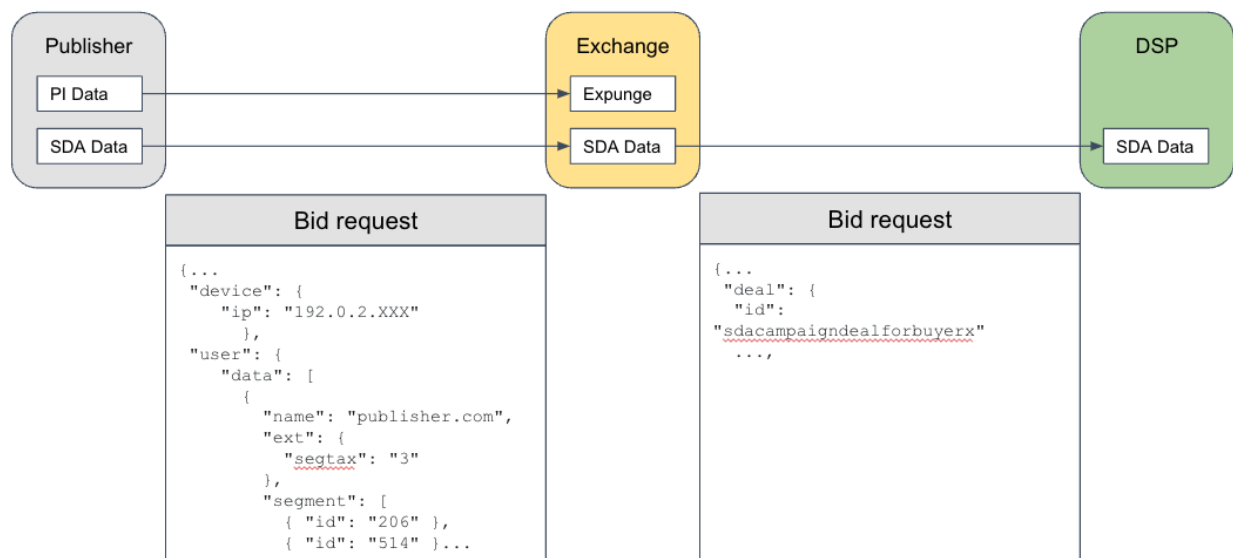 Publisher
Exchange
DSP
PI Data
Expunge
SDA Data
SDA Data
SDA Data
Bid request
{...
"device": {
"ip": "192.0.2.XXX"
},
"user": {
"data": [
{
"name": "publisher.com",
"ext": {
"segtax": "3"
},
"segment": [
{ "id": "206" },
{ "id": "514" }...
Bid request
{...
"deal": {
"id":
"sdacampaigndealforbuyerx"
...,